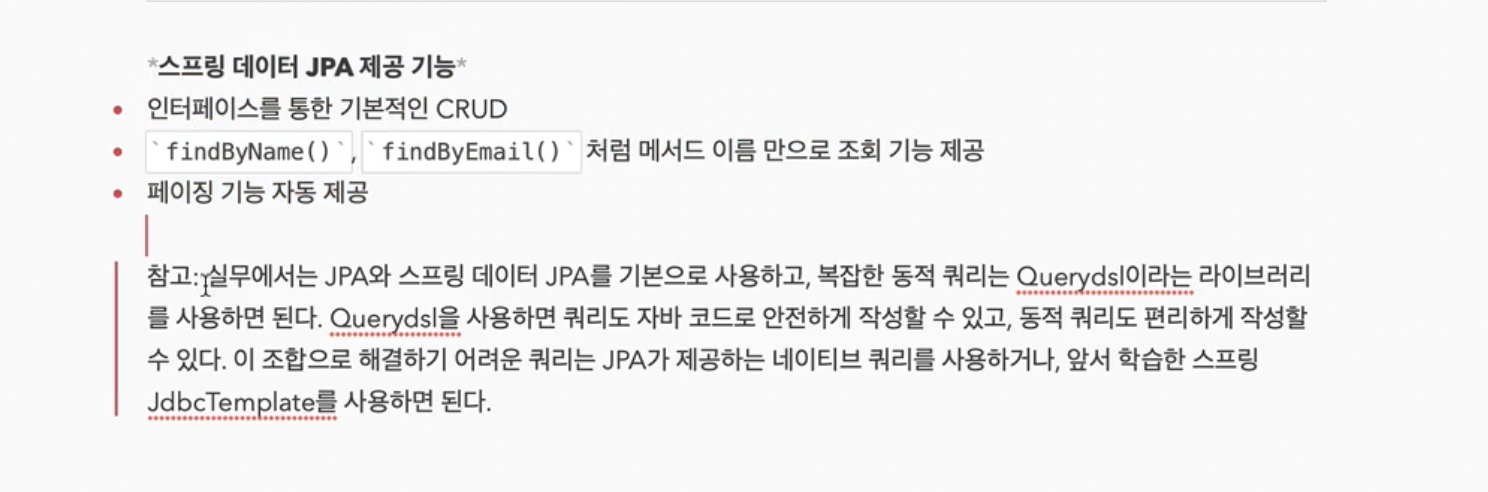 *스프링 데이터 JPA 제공 기능*
• 인터페이스를 통한 기본적인 CRUD
• `findByName()`, `findByEmail()` 처럼 메서드 이름 만으로 조회 기능 제공
• 페이징 기능 자동 제공
참고: 실무에서는 JPA와 스프링 데이터 JPA를 기본으로 사용하고, 복잡한 동적 쿼리는 Querydsl이라는 라이브러리
를 사용하면 된다. Querydsl을 사용하면 쿼리도 자바 코드로 안전하게 작성할 수 있고, 동적 쿼리도 편리하게 작성할
수 있다. 이 조합으로 해결하기 어려운 쿼리는 JPA가 제공하는 네이티브 쿼리를 사용하거나, 앞서 학습한 스프링
JdbcTemplate를 사용하면 된다.